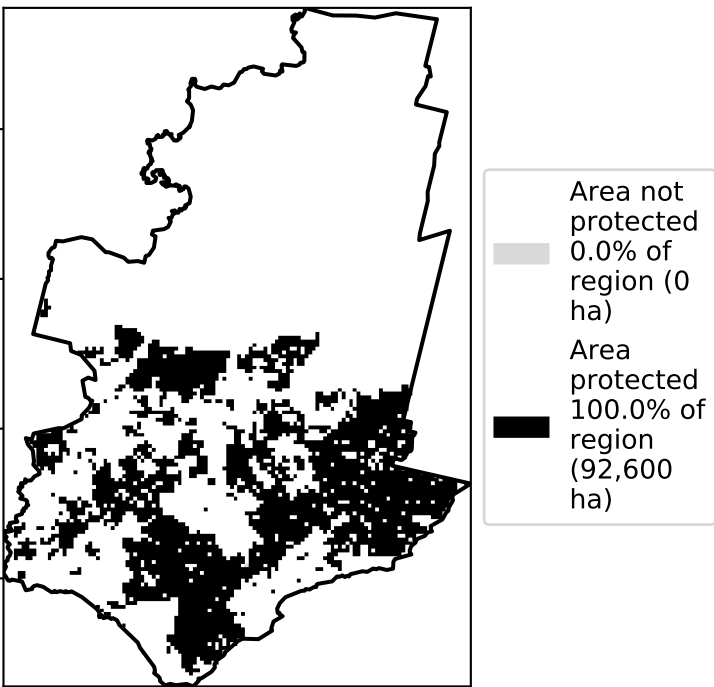 Area not
protected
0.0% of
region (0
ha)
Area
protected
100.0% of
region
(92,600
ha)